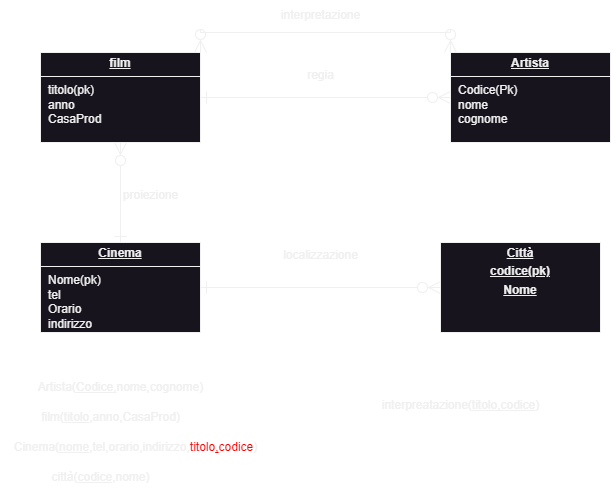 interpretazione
film
titolo(pk)
anno
CasaProd
regia
Artista
Codice(Pk)
nome
cognome
proiezione
Cinema
Nome(pk)
tel
Orario
indirizzo
localizzazione
Città
codice(pk)
Nome
Artista(Codice,nome,cognome)
interpreatazione(titolo,codice)
film(titolo,anno,CasaProd)
Cinema(nome,tel,orario,indirizzo,titolo,codice)
città(codice,nome)